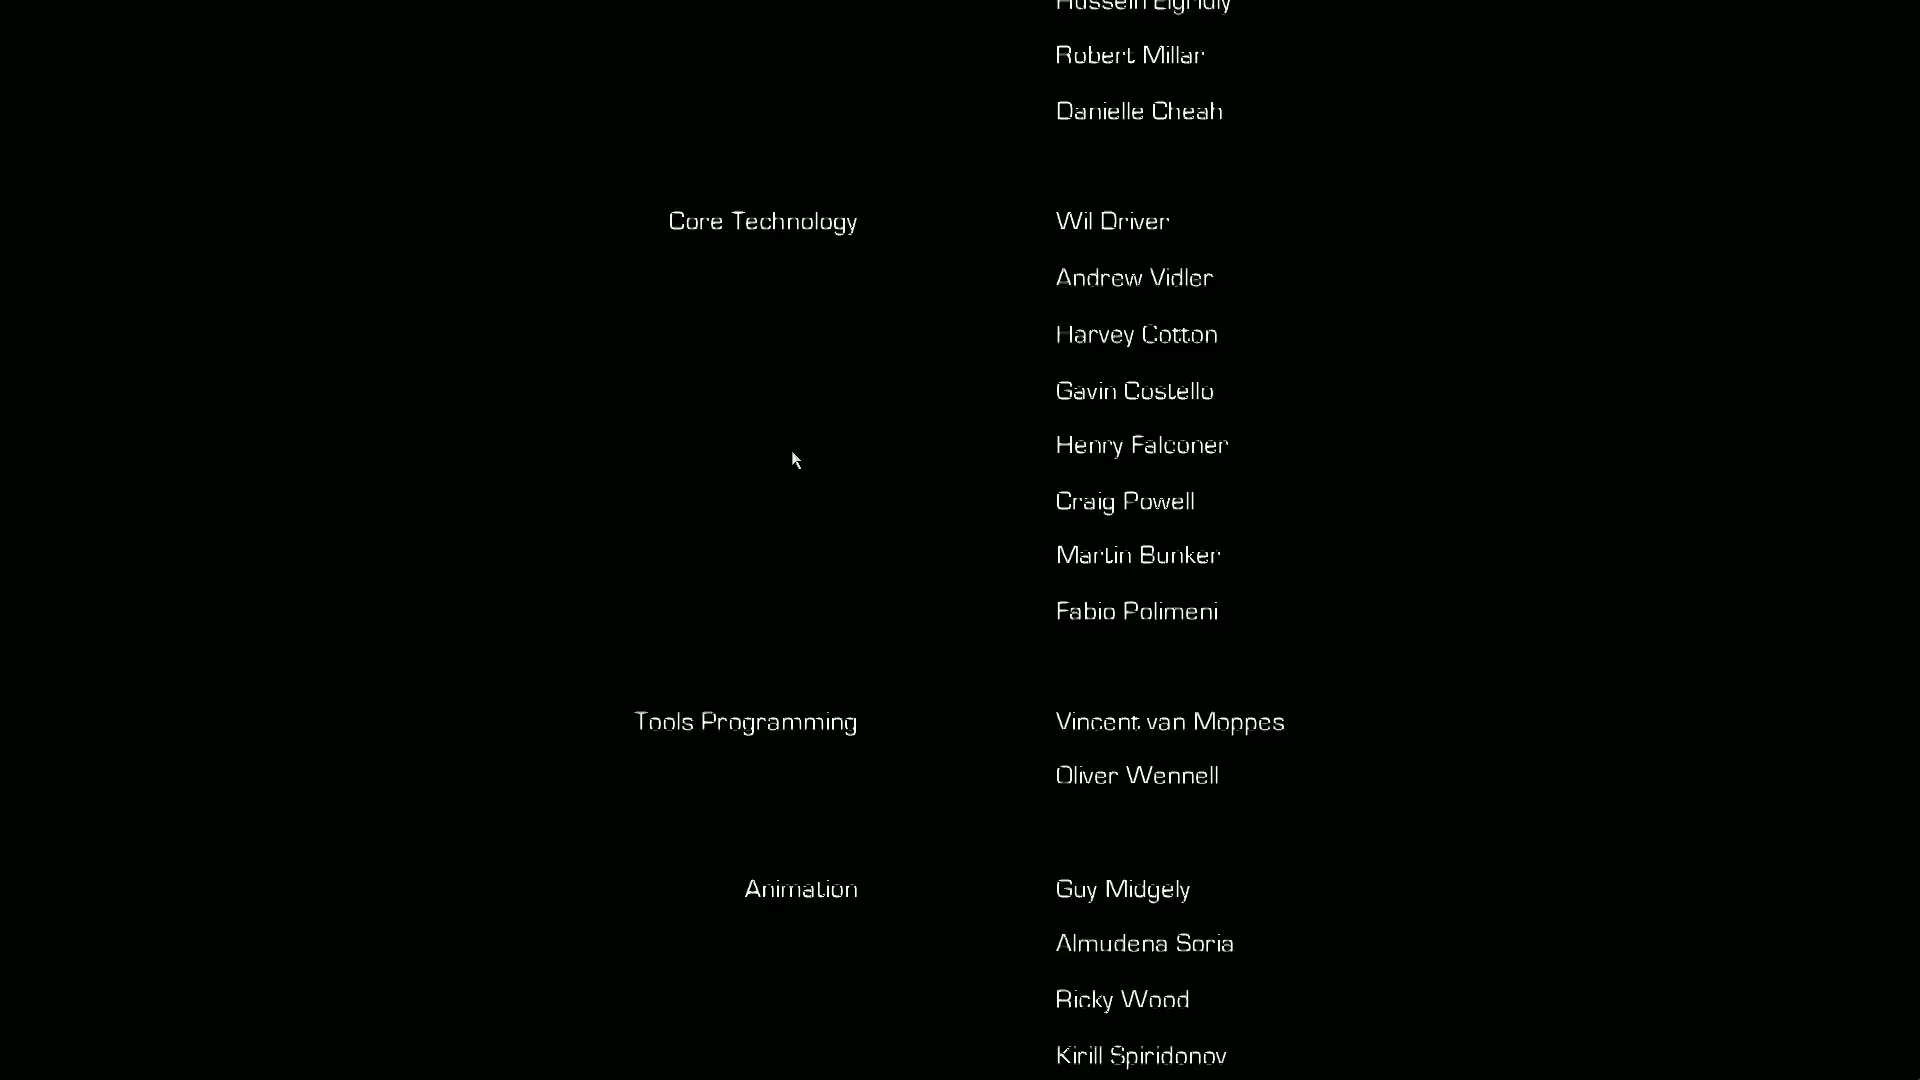 Robert Millar
Danielle Cheah
Core Technology Wil Driver
Andrew Vidler
Harvey Cotton
Gavin Costello
Henry Falconer
Craig Powell
Martin Bunker
Fabio Polimeni
Tools Programming Vincent van Moppes
Oliver Wennell
Animation Guy Midgely
Almudena Soria
Ricky Wood
Kirill Spiridonov